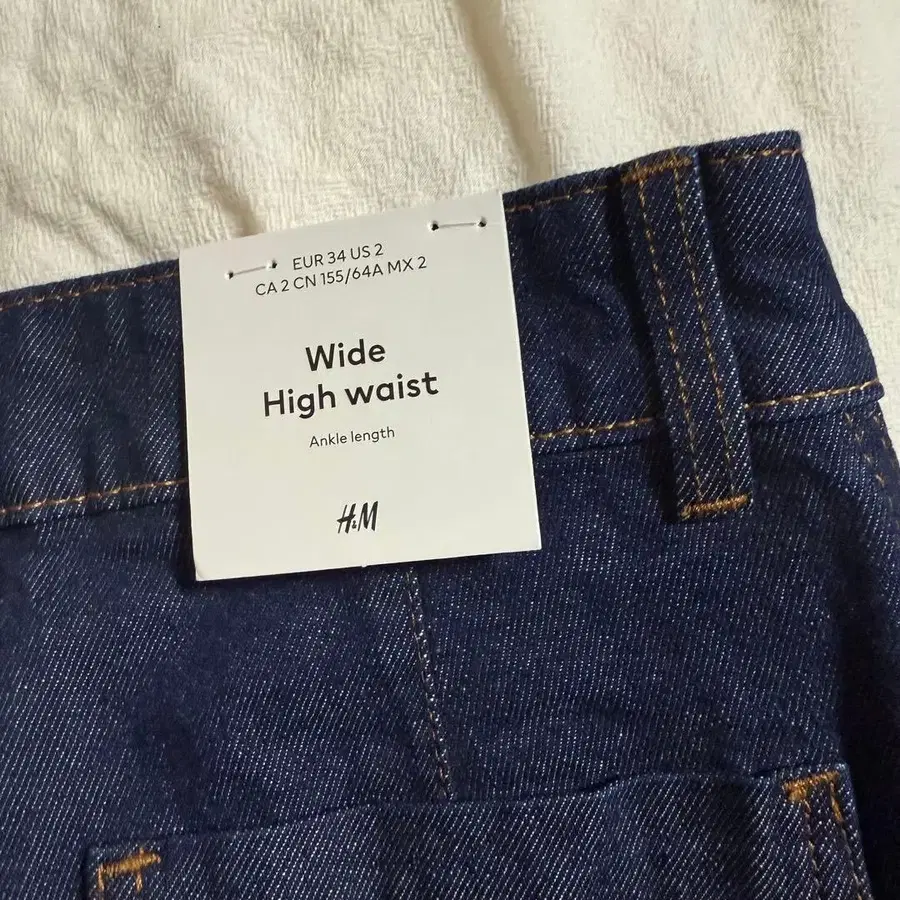 EUR 34 US 2
CA 2 CN 155/64A MX 2
Wide
High waist
Ankle length
H&M